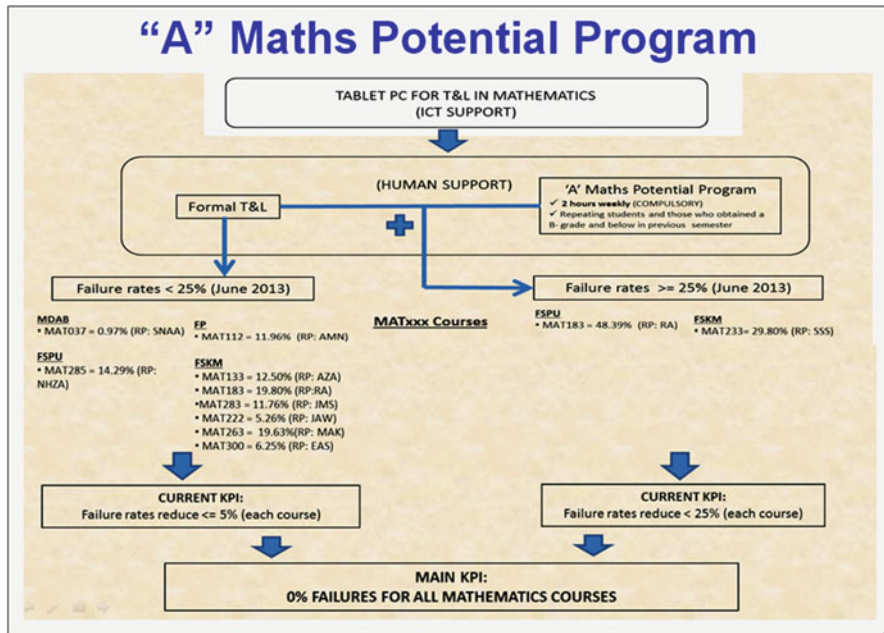 “A” Maths Potential Program
TABLET PC FOR T&L IN MATHEMATICS
(ICT SUPPORT)
(HUMAN SUPPORT)
Formal T&L
‘A’ Maths Potential Program
✓ 2 hours weekly (COMPULSORY)
✓ Repeating students and those who obtained a
B- grade and below in previous semester
Failure rates < 25% (June 2013)
Failure rates >= 25% (June 2013)
MDAB
• MAT037 = 0.97% (RP: SNAA)
FSPU
• MAT285 = 14.29% (RP:
NHZA)
FP
• MAT112 = 11.96% (RP: AMN)
FSKM
• MAT133 = 12.50% (RP: AZA)
• MAT183 = 19.80% (RP:RA)
•MAT283 = 11.76% (RP: JMS)
• MAT222 = 5.26% (RP: JAW)
• MAT263 = 19.63%(RP: MAK)
• MAT300 = 6.25% (RP: EAS)
MATxxx Courses
FSPU
• MAT183 = 48.39% (RP: RA)
FSKM
• MAT233= 29.80% (RP: SSS)
CURRENT KPI:
Failure rates reduce <= 5% (each course)
CURRENT KPI:
Failure rates reduce < 25% (each course)
MAIN KPI:
0% FAILURES FOR ALL MATHEMATICS COURSES